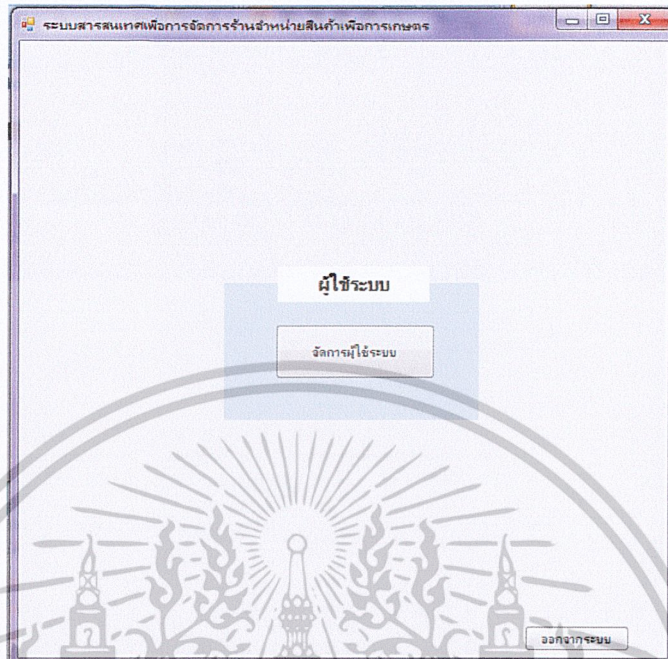 ระบบสารสนเทศเพื่อการจัดการร้านจำหน่ายสินค้าเพื่อการเกษตร
ผู้ใช้ระบบ
จัดการผู้ใช้ระบบ
ออกจากระบบ